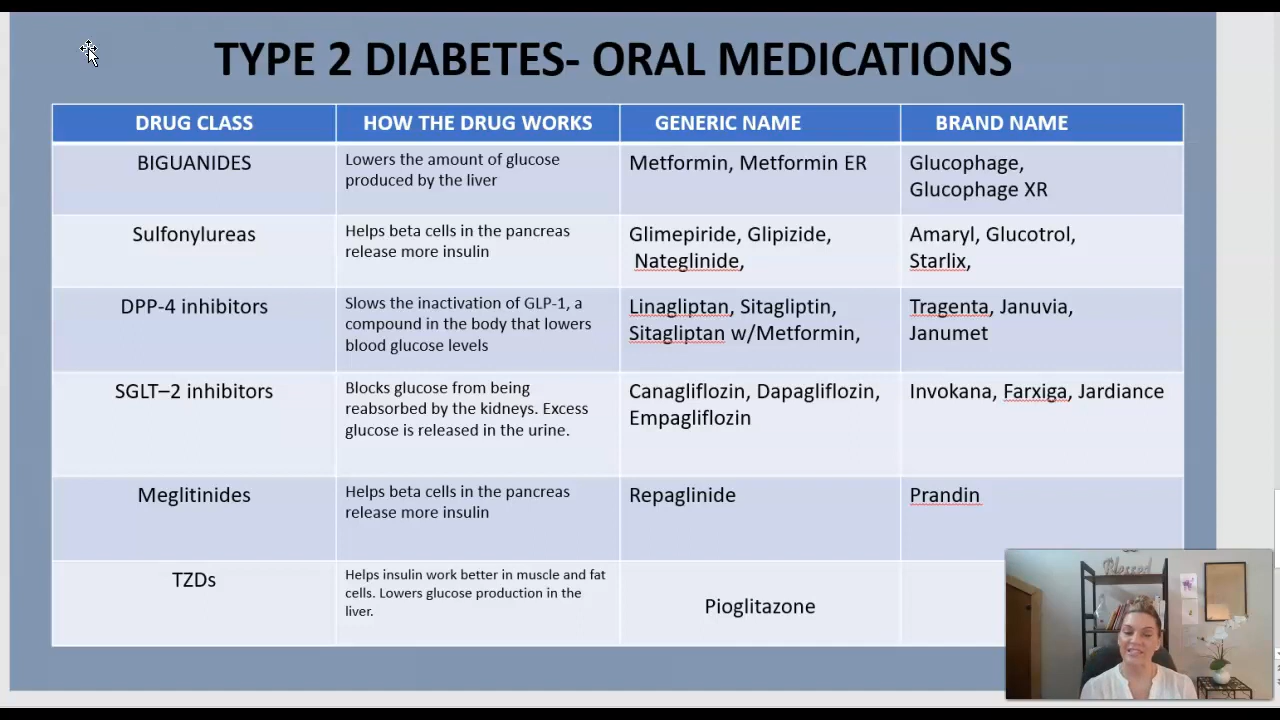 TYPE 2 DIABETES- ORAL MEDICATIONS
DRUG CLASS
HOW THE DRUG WORKS
GENERIC NAME
BRAND NAME
BIGUANIDES
Lowers the amount of glucose
produced by the liver
Metformin, Metformin ER
Glucophage,
Glucophage XR
Sulfonylureas
Helps beta cells in the pancreas
release more insulin
Glimepiride, Glipizide,
Nateglinide,
Amaryl, Glucotrol,
Starlix,
DPP-4 inhibitors
Slows the inactivation of GLP-1, a
compound in the body that lowers
blood glucose levels
Linagliptan, Sitagliptin,
Sitagliptan w/Metformin,
Tragenta, Januvia,
Janumet
SGLT–2 inhibitors
Blocks glucose from being
reabsorbed by the kidneys. Excess
glucose is released in the urine.
Canagliflozin, Dapagliflozin,
Empagliflozin
Invokana, Farxiga, Jardiance
Meglitinides
Helps beta cells in the pancreas
release more insulin
Repaglinide
Prandin
TZDs
Helps insulin work better in muscle and fat
cells. Lowers glucose production in the
liver.
Pioglitazone
Blessed